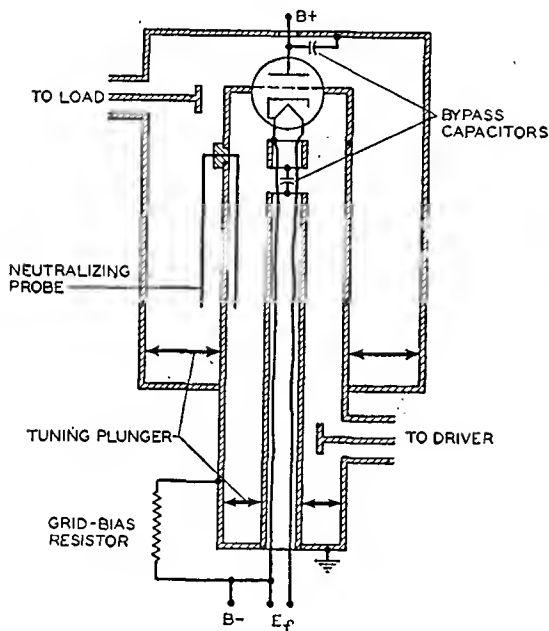 B+
TO LOAD
BYPASS
CAPACITORS
NEUTRALIZING
PROBE
TUNING PLUNGER
TO DRIVER
GRID-BIAS
RESISTOR
B-
Ef